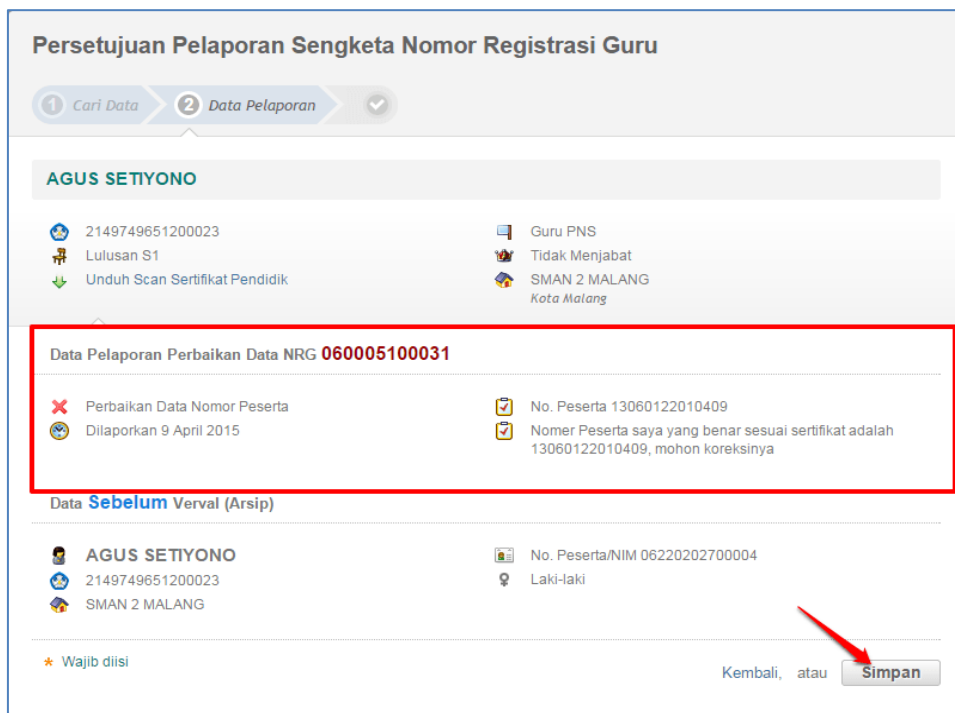 Persetujuan Pelaporan Sengketa Nomor Registrasi Guru
1 Cari Data 2 Data Pelaporan
AGUS SETIYONO
2149749651200023
Lulusan S1
Unduh Scan Sertifikat Pendidik
Guru PNS
Tidak Menjabat
SMAN 2 MALANG
Kota Malang
Data Pelaporan Perbaikan Data NRG 060005100031
Perbaikan Data Nomor Peserta
Dilaporkan 9 April 2015
No. Peserta 13060122010409
Nomer Peserta saya yang benar sesuai sertifikat adalah
13060122010409, mohon koreksinya
Data Sebelum Verval (Arsip)
AGUS SETIYONO
2149749651200023
SMAN 2 MALANG
No. Peserta/NIM 06220202700004
Laki-laki
* Wajib diisi
Kembali, atau Simpan